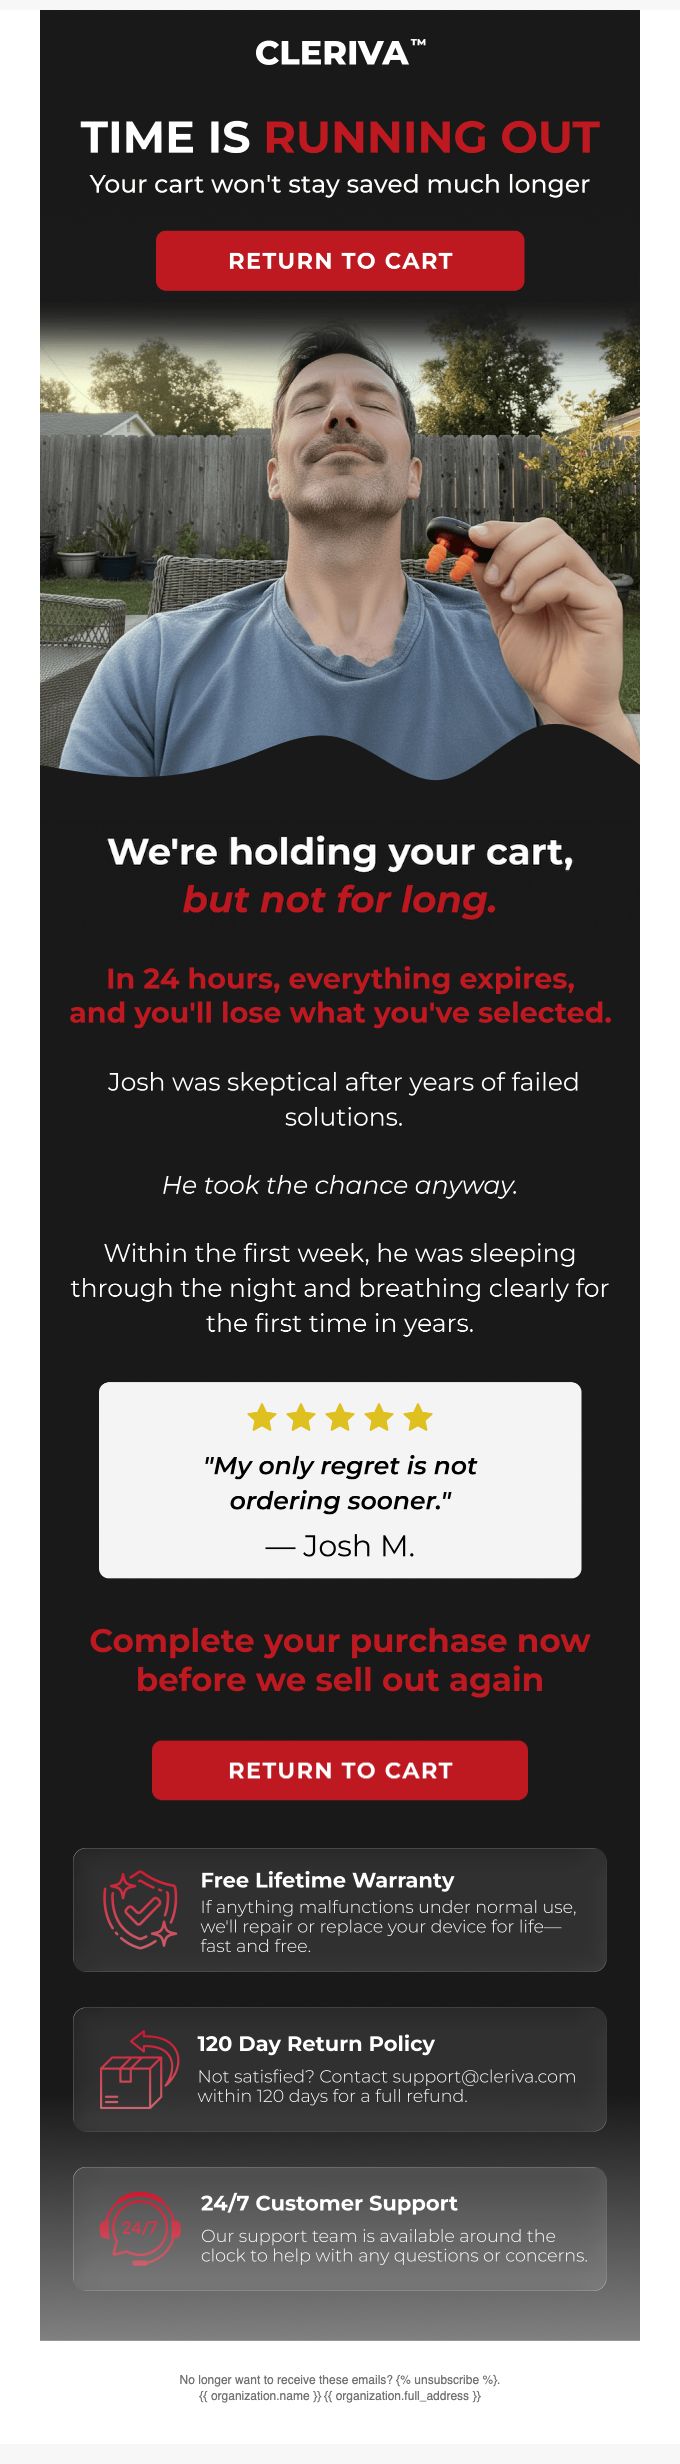 CLERIVA™
TIME IS RUNNING OUT
Your cart won't stay saved much longer
RETURN TO CART
We're holding your cart,
but not for long.
In 24 hours, everything expires,
and you'll lose what you've selected.
Josh was skeptical after years of failed
solutions.
He took the chance anyway.
Within the first week, he was sleeping
through the night and breathing clearly for
the first time in years.
"My only regret is not
ordering sooner."
— Josh M.
Complete your purchase now
before we sell out again
RETURN TO CART
Free Lifetime Warranty
If anything malfunctions under normal use,
we'll repair or replace your device for life—
fast and free.
120 Day Return Policy
Not satisfied? Contact support@cleriva.com
within 120 days for a full refund.
24/7
24/7 Customer Support
Our support team is available around the
clock to help with any questions or concerns.
No longer want to receive these emails? {% unsubscribe %}.
{{ organization.name }} {{ organization.full_address }}